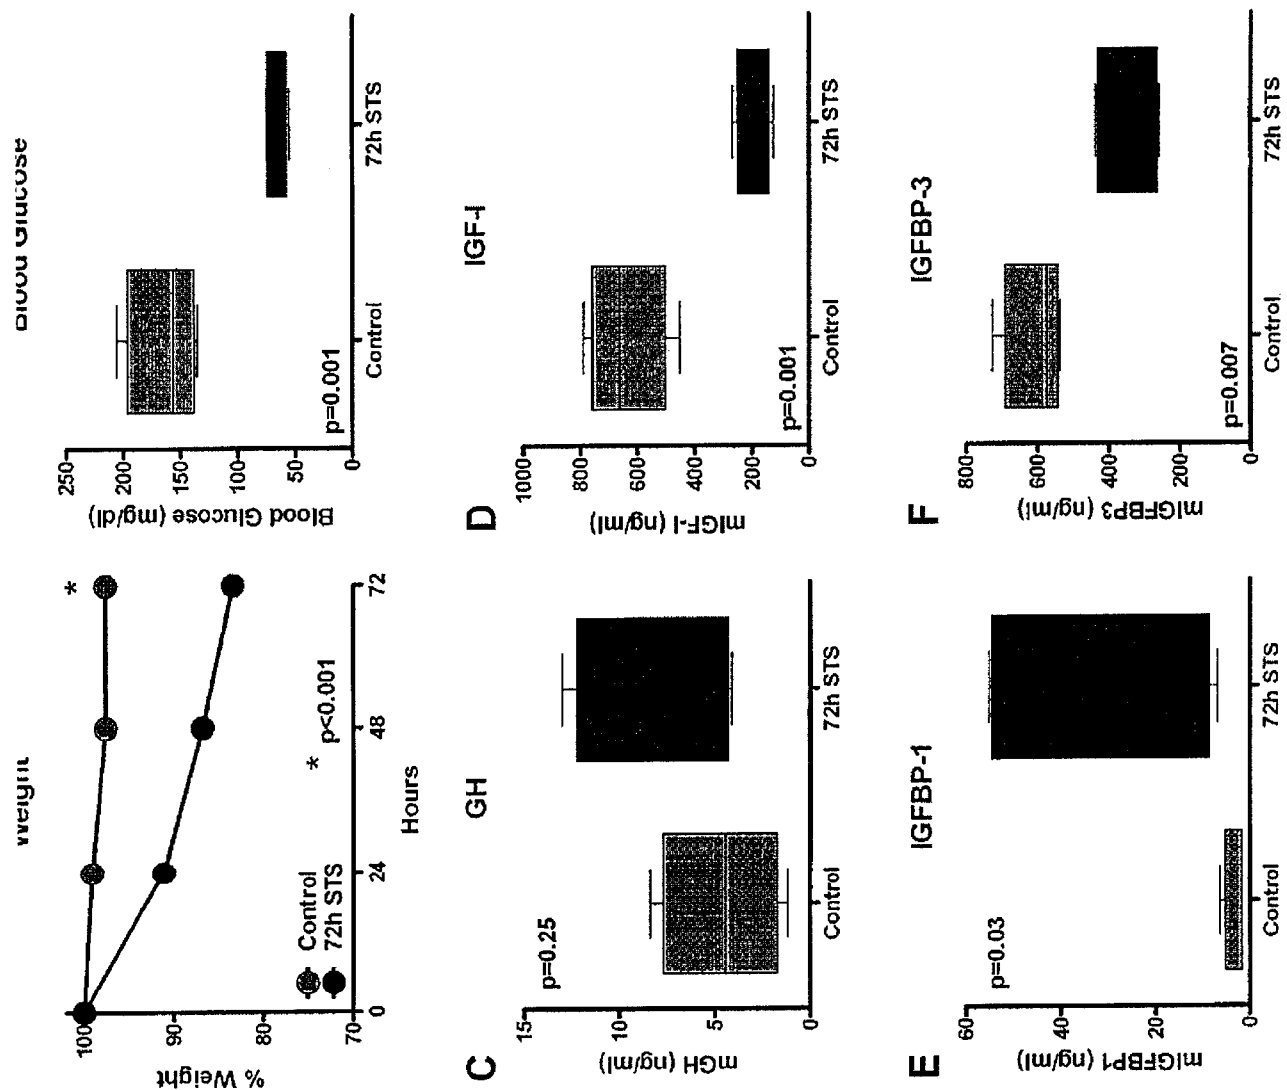 Weight
% Weight
100
90
80
70
0
24
48
72
Hours
Control
72h STS
* p<0.001
*
Blood Glucose
Blood Glucose (mg/dl)
250
200
150
100
50
0
p=0.001
Control
72h STS
C
GH
mGH (ng/ml)
15
10
5
0
p=0.25
Control
72h STS
D
IGF-I
mIGF-I (ng/ml)
1000
800
600
400
200
0
p=0.001
Control
72h STS
E
IGFBP-1
mIGFBP1 (ng/ml)
60
40
20
0
p=0.03
Control
72h STS
F
IGFBP-3
mIGFBP3 (ng/ml)
800
600
400
200
0
p=0.007
Control
72h STS